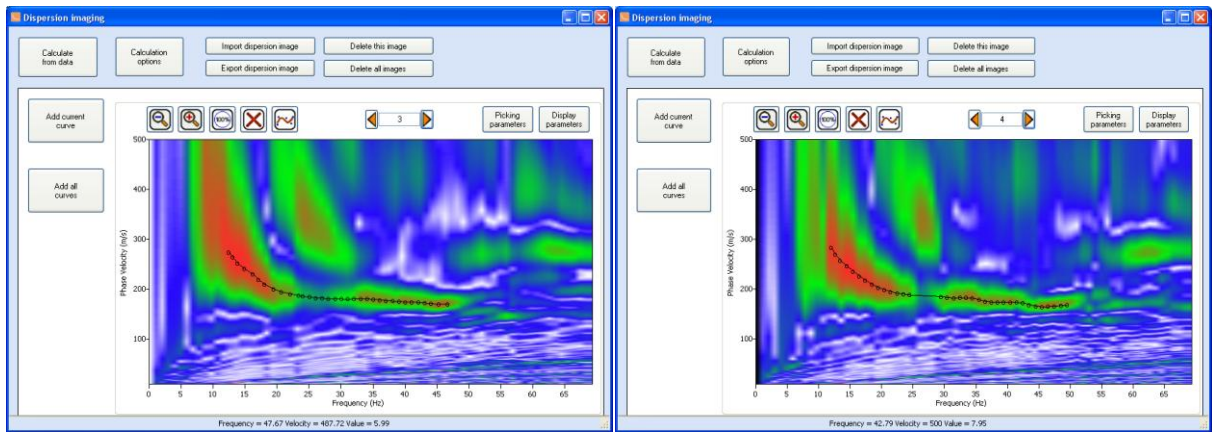 Dispersion imaging
Calculate from data
Calculation options
Import dispersion image
Delete this image
Export dispersion image
Delete all images
Add current curve
Add all curves
100%
3
Picking parameters
Display parameters
500
400
300
200
100
Phase Velocity (m/s)
0 5 10 15 20 25 30 35 40 45 50 55 60 65
Frequency (Hz)
Frequency = 47.67 Velocity = 487.72 Value = 5.99
Dispersion imaging
Calculate from data
Calculation options
Import dispersion image
Delete this image
Export dispersion image
Delete all images
Add current curve
Add all curves
100%
4
Picking parameters
Display parameters
500
400
300
200
100
Phase Velocity (m/s)
0 5 10 15 20 25 30 35 40 45 50 55 60 65
Frequency (Hz)
Frequency = 42.79 Velocity = 500 Value = 7.95